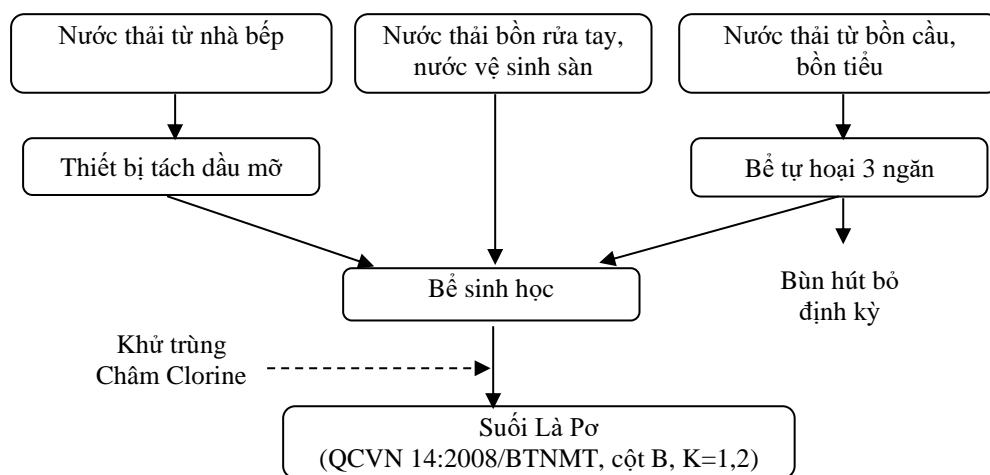 Nước thải từ nhà bếp
Nước thải bồn rửa tay,
nước vệ sinh sàn
Nước thải từ bồn cầu,
bồn tiểu
Thiết bị tách dầu mỡ
Bể tự hoại 3 ngăn
Bể sinh học
Bùn hút bỏ
định kỳ
Khử trùng
Châm Clorine
Suối Là Pơ
(QCVN 14:2008/BTNMT, cột B, K=1,2)